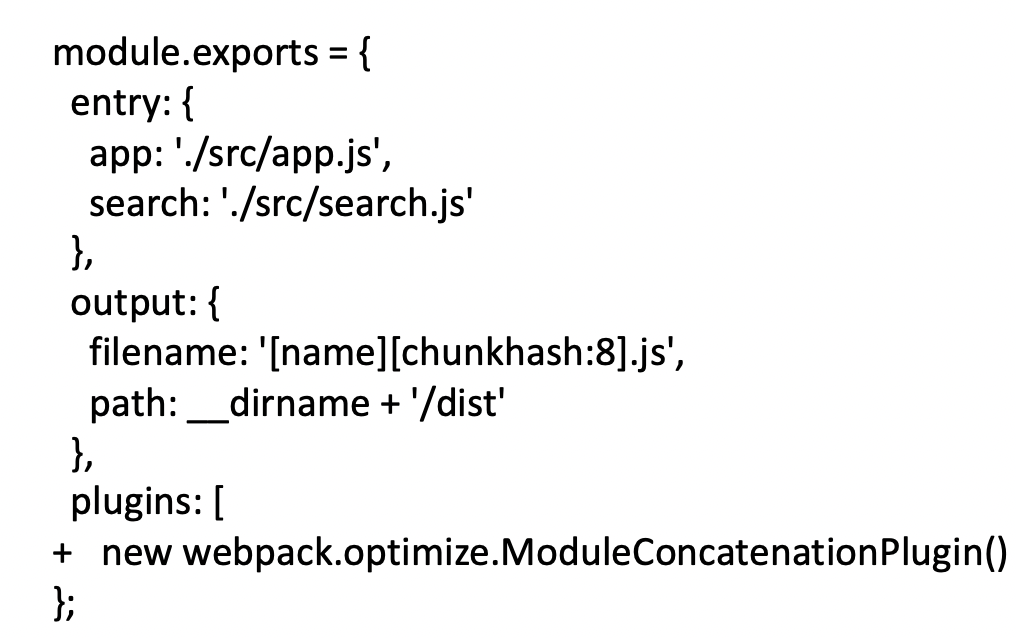 module.exports = {
entry: {
app: './src/app.js',
search: './src/search.js'
},
output: {
filename: '[name][chunkhash:8].js',
path: __dirname + '/dist'
},
plugins: [
+ new webpack.optimize.ModuleConcatenationPlugin()
};